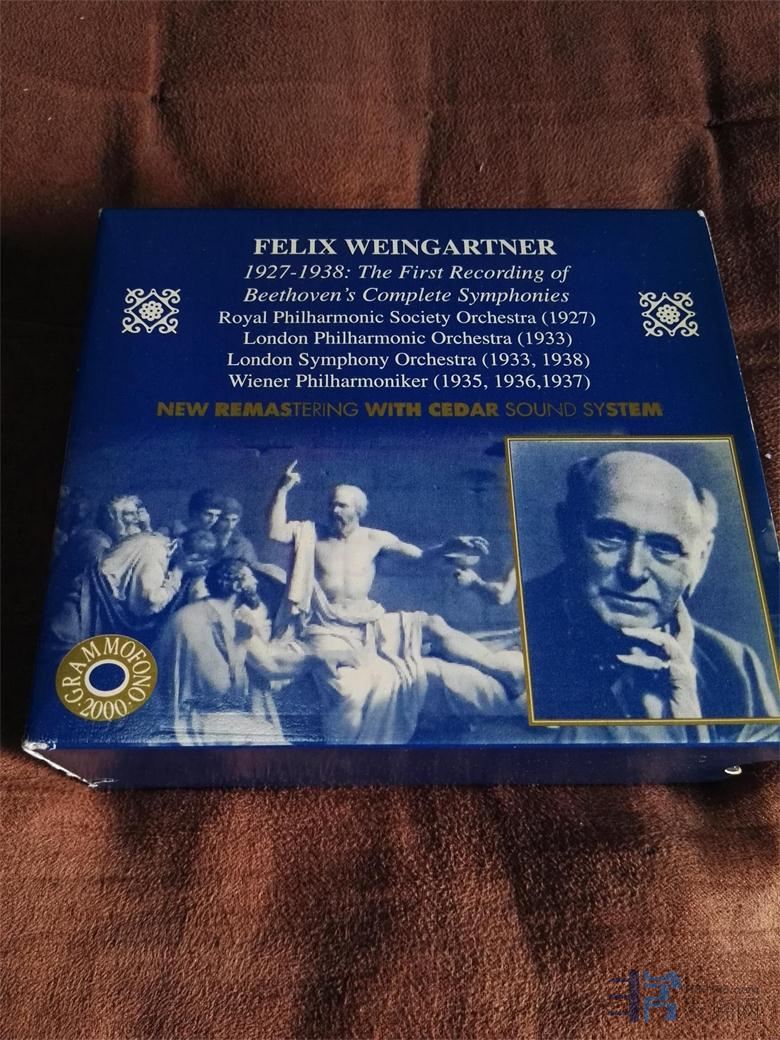 FELIX WEINGARTNER
1927-1938: The First Recording of
Beethoven's Complete Symphonies
Royal Philharmonic Society Orchestra (1927)
London Philharmonic Orchestra (1933)
London Symphony Orchestra (1933, 1938)
Wiener Philharmoniker (1935, 1936,1937)
NEW REMASTERING WITH CEDAR SOUND SYSTEM
GRAMMOFONO
·2000·